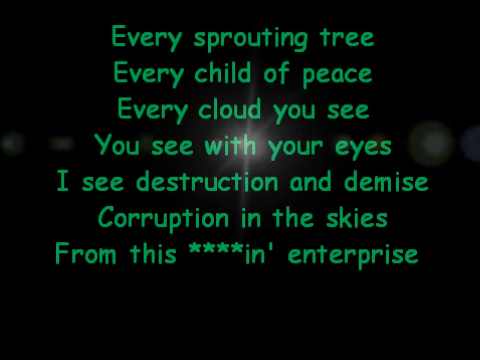 Every sprouting tree
Every child of peace
Every cloud you see
You see with your eyes
I see destruction and demise
Corruption in the skies
From this ****in' enterprise